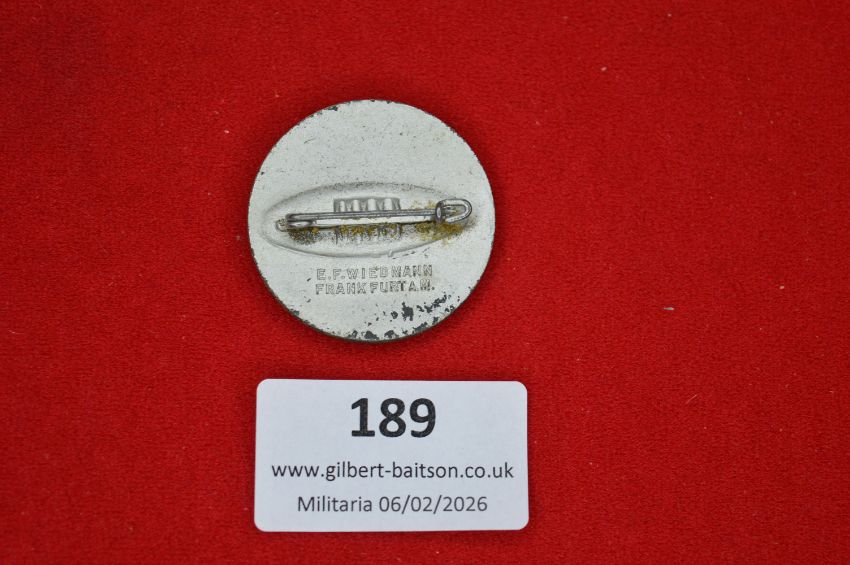 E.F.WIEDMANN
FRANKFURT A.M.
189
www.gilbert-baitson.co.uk
Militaria 06/02/2026